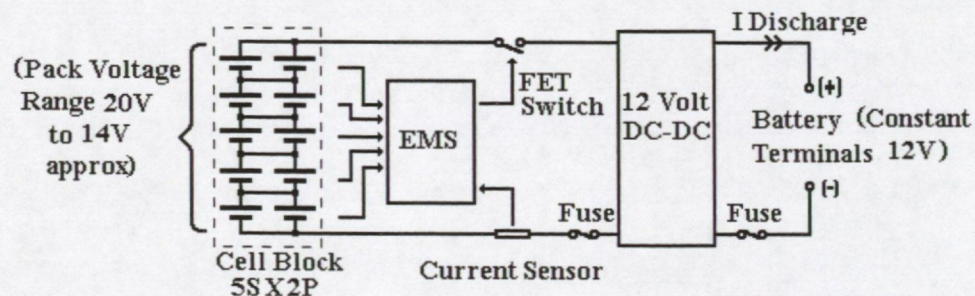 (Pack Voltage
Range 20V
to 14V
approx)
Cell Block
5S X2P
EMS
FET
Switch
Current Sensor
Fuse
12 Volt
DC-DC
Fuse
I Discharge
(+)
Battery (Constant
Terminals 12V)
(-)